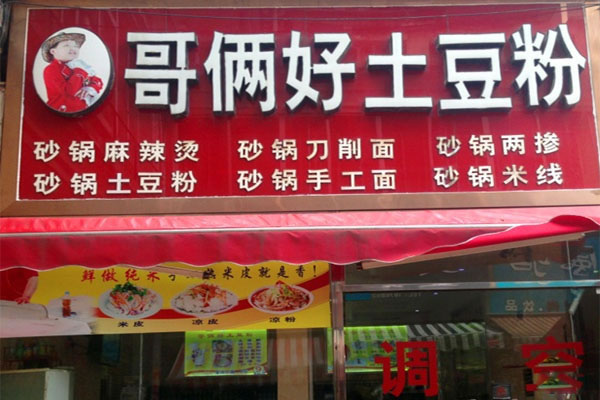 哥俩好土豆粉
砂锅麻辣烫 砂锅刀削面 砂锅两掺
砂锅土豆粉 砂锅手工面 砂锅米线
鲜做纯米 米皮就是香!
米皮 凉皮 凉粉
调